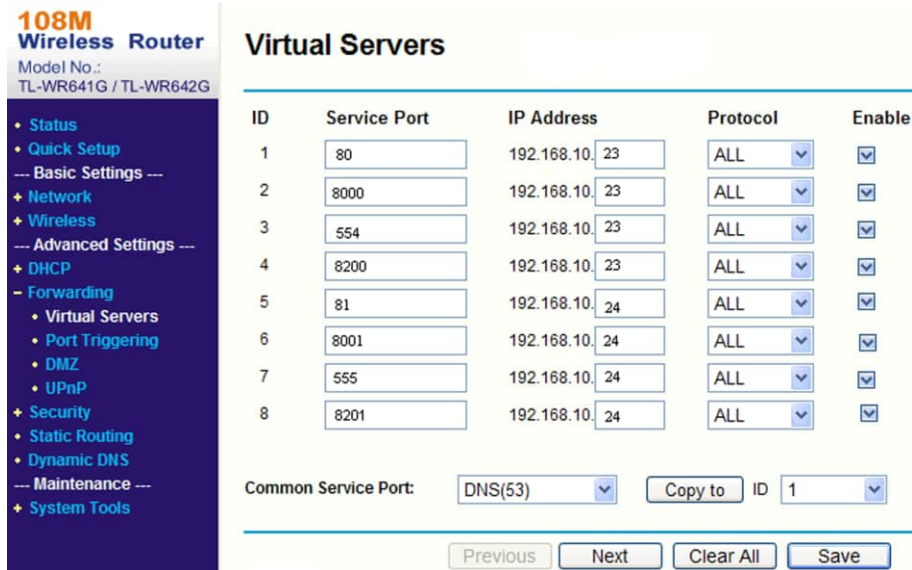 108M
Wireless Router
Model No.:
TL-WR641G / TL-WR642G
• Status
• Quick Setup
--- Basic Settings ---
+ Network
+ Wireless
--- Advanced Settings ---
+ DHCP
– Forwarding
• Virtual Servers
• Port Triggering
• DMZ
• UPnP
+ Security
• Static Routing
• Dynamic DNS
--- Maintenance ---
+ System Tools
Virtual Servers
ID Service Port IP Address Protocol Enable
1 80 192.168.10. 23 ALL
2 8000 192.168.10. 23 ALL
3 554 192.168.10. 23 ALL
4 8200 192.168.10. 23 ALL
5 81 192.168.10. 24 ALL
6 8001 192.168.10. 24 ALL
7 555 192.168.10. 24 ALL
8 8201 192.168.10. 24 ALL
Common Service Port: DNS(53) Copy to ID 1
Previous Next Clear All Save